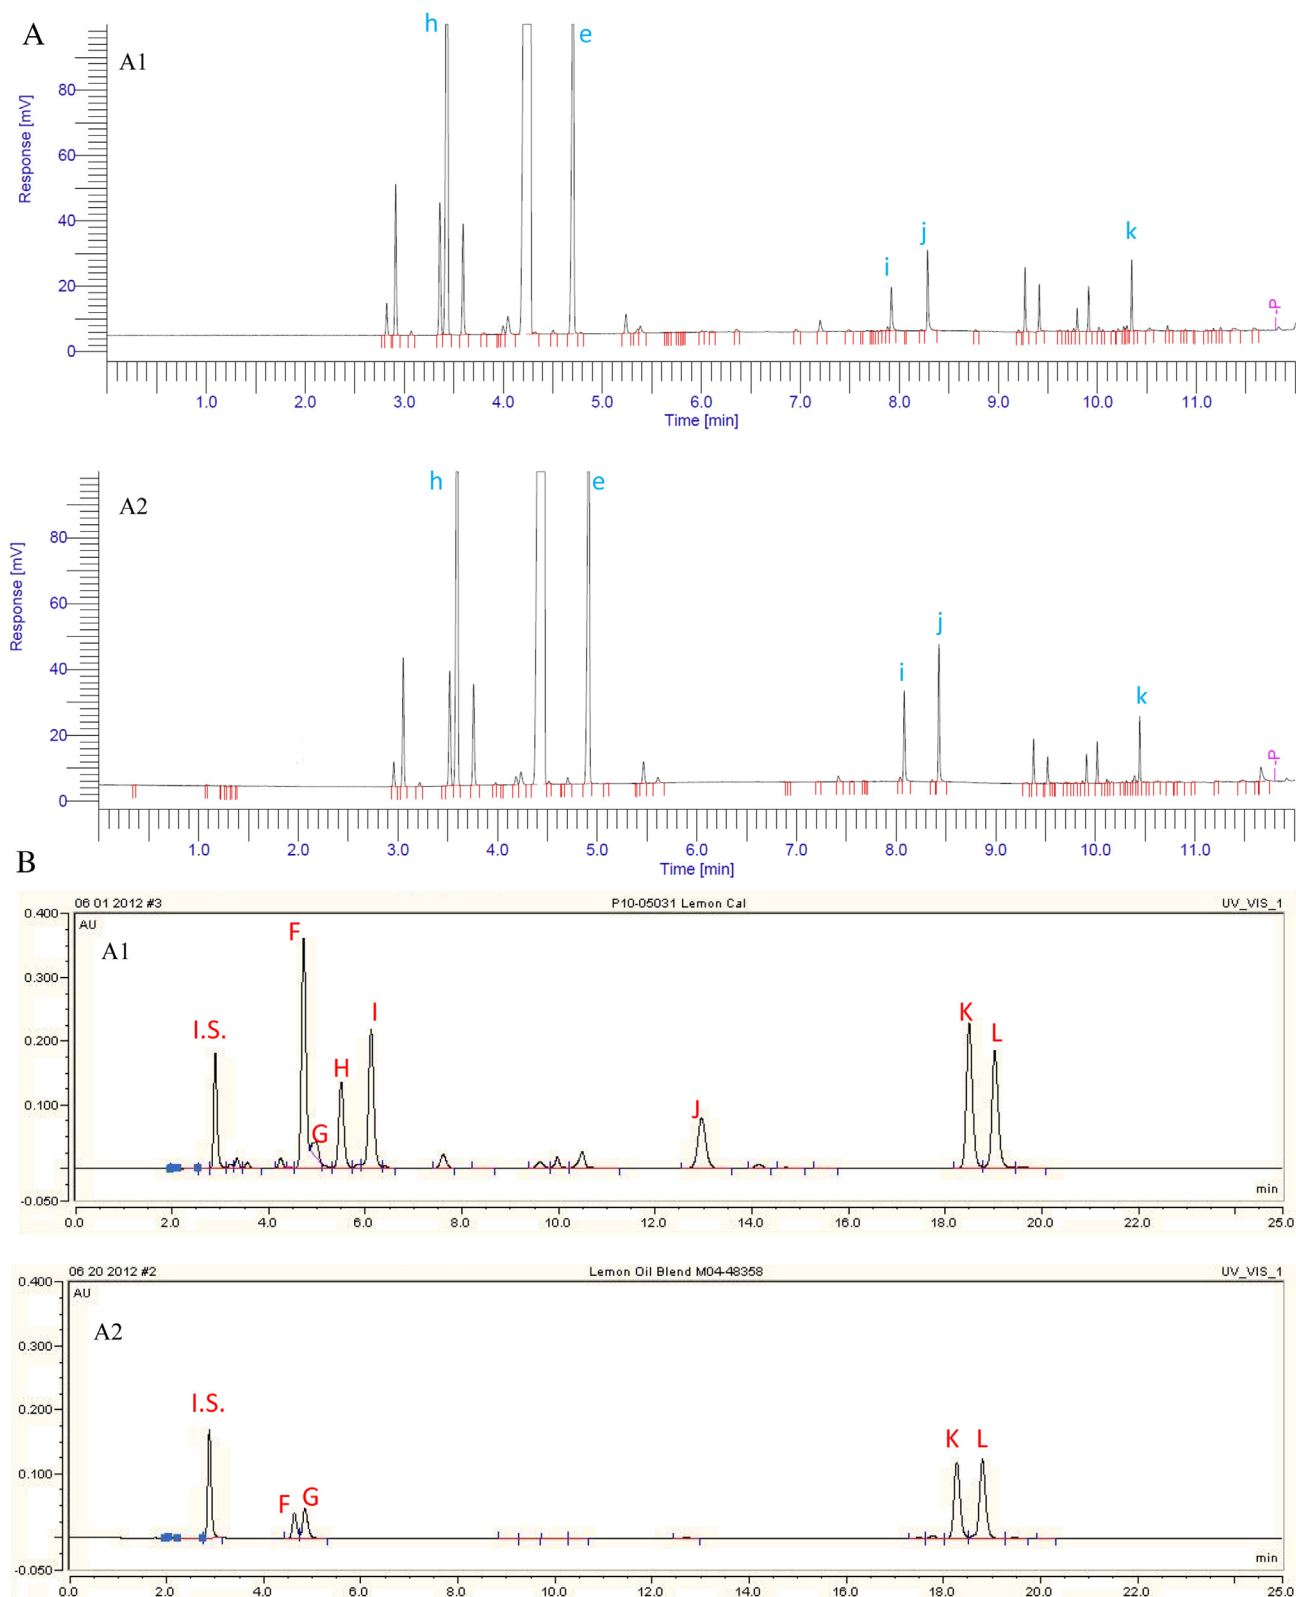 A
A1
h
e
i
j
k
-P
Response [mV]
80
60
40
20
0
1.0 2.0 3.0 4.0 5.0 6.0 7.0 8.0 9.0 10.0 11.0
Time [min]
A2
h
e
i
j
k
-P
Response [mV]
80
60
40
20
0
1.0 2.0 3.0 4.0 5.0 6.0 7.0 8.0 9.0 10.0 11.0
Time [min]
B
06 01 2012 #3 P10-05031 Lemon Cal UV_VIS_1
0.400
AU
A1
0.300
0.200
0.100
-0.050
I.S.
F
G
H
I
J
K
L
min
0.0 2.0 4.0 6.0 8.0 10.0 12.0 14.0 16.0 18.0 20.0 22.0 25.0
06 20 2012 #2 Lemon Oil Blend M04-48358 UV_VIS_1
0.400
AU
A2
0.300
0.200
0.100
-0.050
I.S.
F
G
K
L
min
0.0 2.0 4.0 6.0 8.0 10.0 12.0 14.0 16.0 18.0 20.0 22.0 25.0